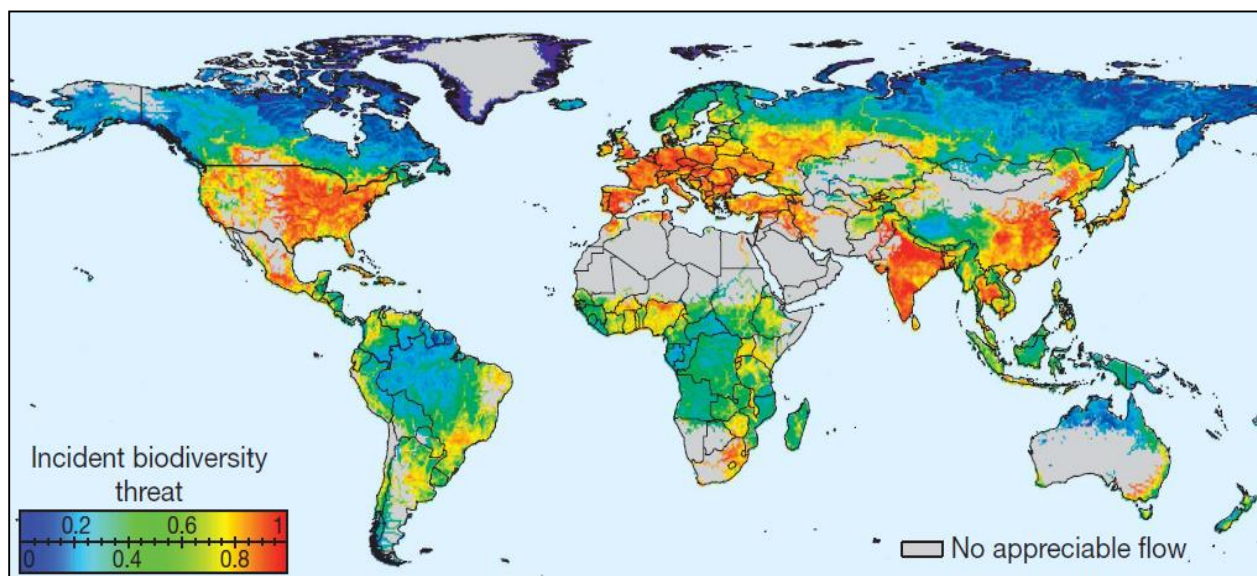 Incident biodiversity
threat
0.2 0.6 1
0 0.4 0.8
No appreciable flow